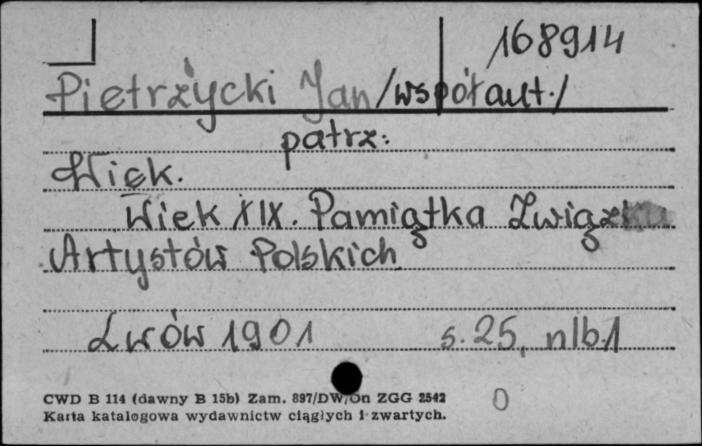 168914
Pietrzycki Jan /współaut./
patrz:
Wiek.
Wiek XIX. Pamiątka Związku
Artystów Polskich
Lwów 1901 s. 25, nlb.1
CWD B 114 (dawny B 15b) Zam. 897/DW/On ZGG 2542
Karta katalogowa wydawnictw ciągłych i zwartych.
0